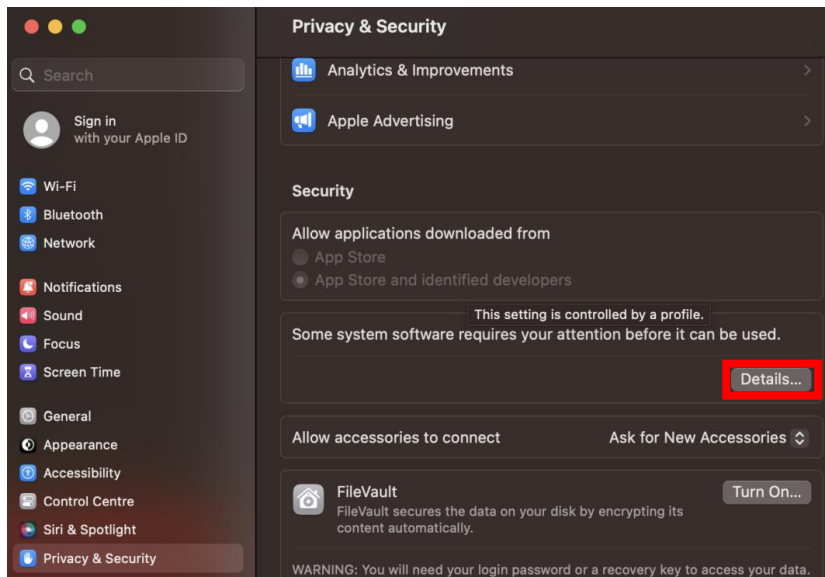 Privacy & Security
Search
Sign in
with your Apple ID
Wi-Fi
Bluetooth
Network
Notifications
Sound
Focus
Screen Time
General
Appearance
Accessibility
Control Centre
Siri & Spotlight
Privacy & Security
Analytics & Improvements
Apple Advertising
Security
Allow applications downloaded from
App Store
App Store and identified developers
This setting is controlled by a profile.
Some system software requires your attention before it can be used.
Details...
Allow accessories to connect
Ask for New Accessories
FileVault
Turn On...
FileVault secures the data on your disk by encrypting its
content automatically.
WARNING: You will need your login password or a recovery key to access your data.